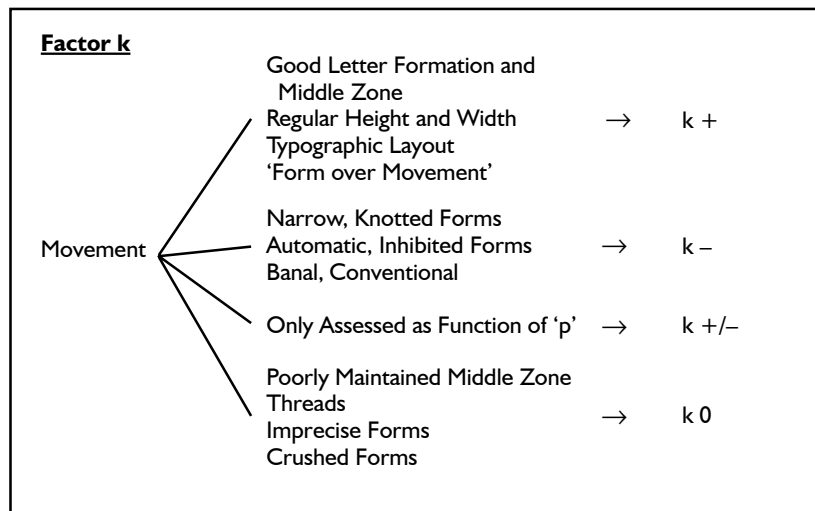 Factor k
Good Letter Formation and
Middle Zone
Regular Height and Width → k +
Typographic Layout
‘Form over Movement’
Narrow, Knotted Forms
Movement Automatic, Inhibited Forms → k –
Banal, Conventional
Only Assessed as Function of ‘p’ → k +/–
Poorly Maintained Middle Zone
Threads → k 0
Imprecise Forms
Crushed Forms